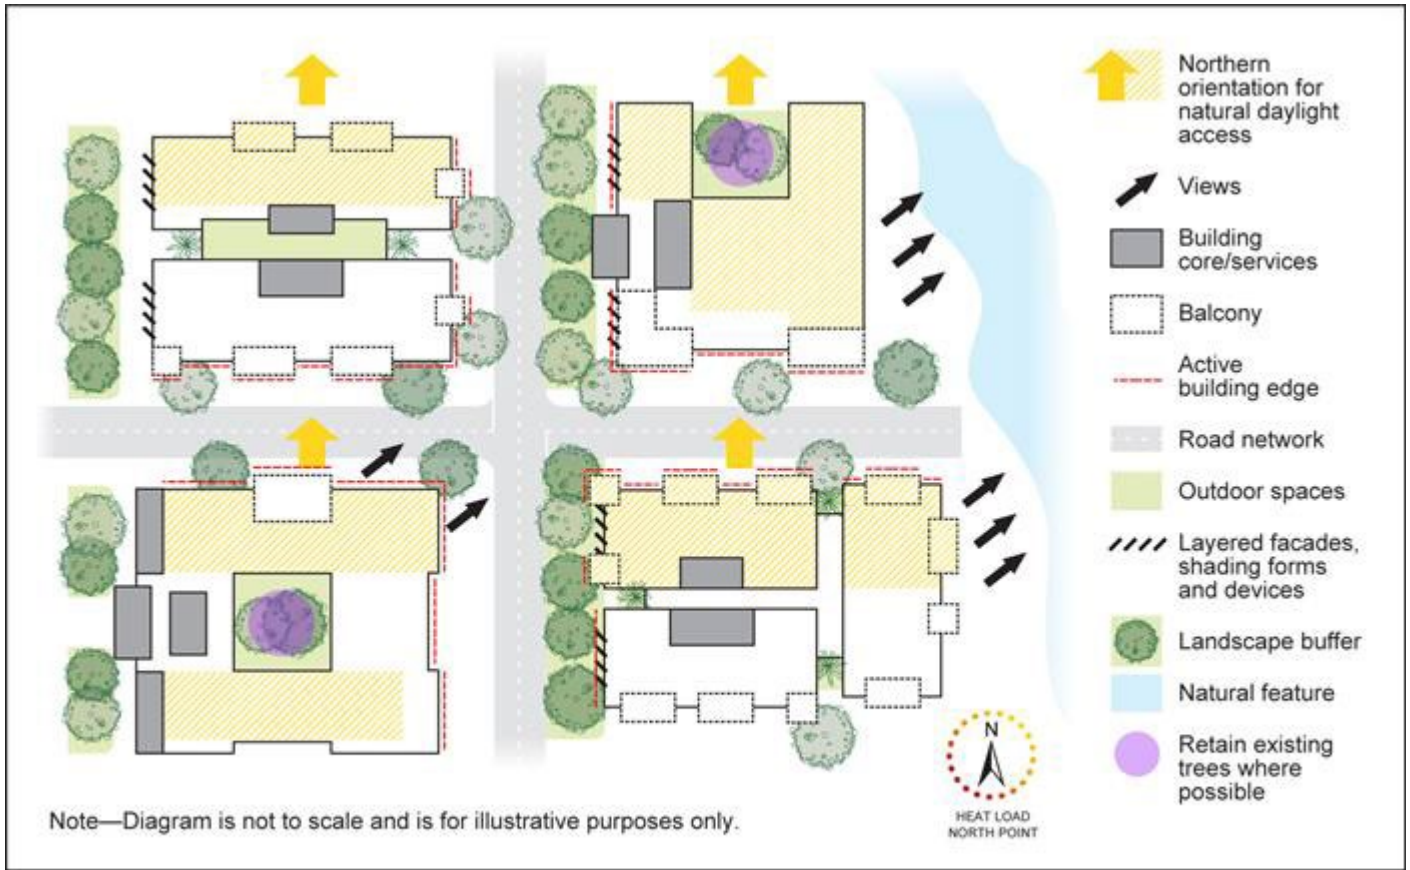 Northern
orientation for
natural daylight
access
Views
Building
core/services
Balcony
Active
building edge
Road network
Outdoor spaces
Layered facades,
shading forms
and devices
Landscape buffer
Natural feature
Retain existing
trees where
possible
N
HEAT LOAD
NORTH POINT
Note—Diagram is not to scale and is for illustrative purposes only.